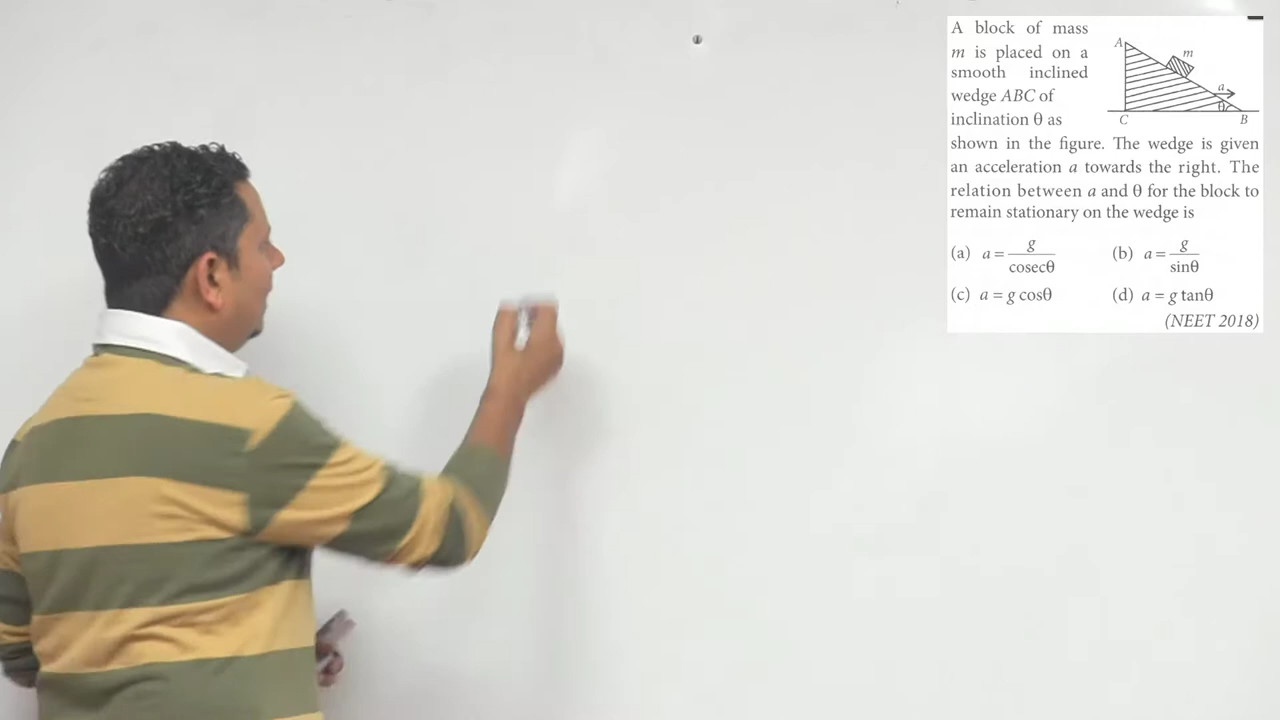 A block of mass
m is placed on a
smooth inclined
wedge ABC of
inclination θ as
shown in the figure. The wedge is given
an acceleration a towards the right. The
relation between a and θ for the block to
remain stationary on the wedge is
(a) a = g/cosecθ (b) a = g/sinθ
(c) a = g cosθ (d) a = g tanθ
(NEET 2018)
A
m
a
θ
C B